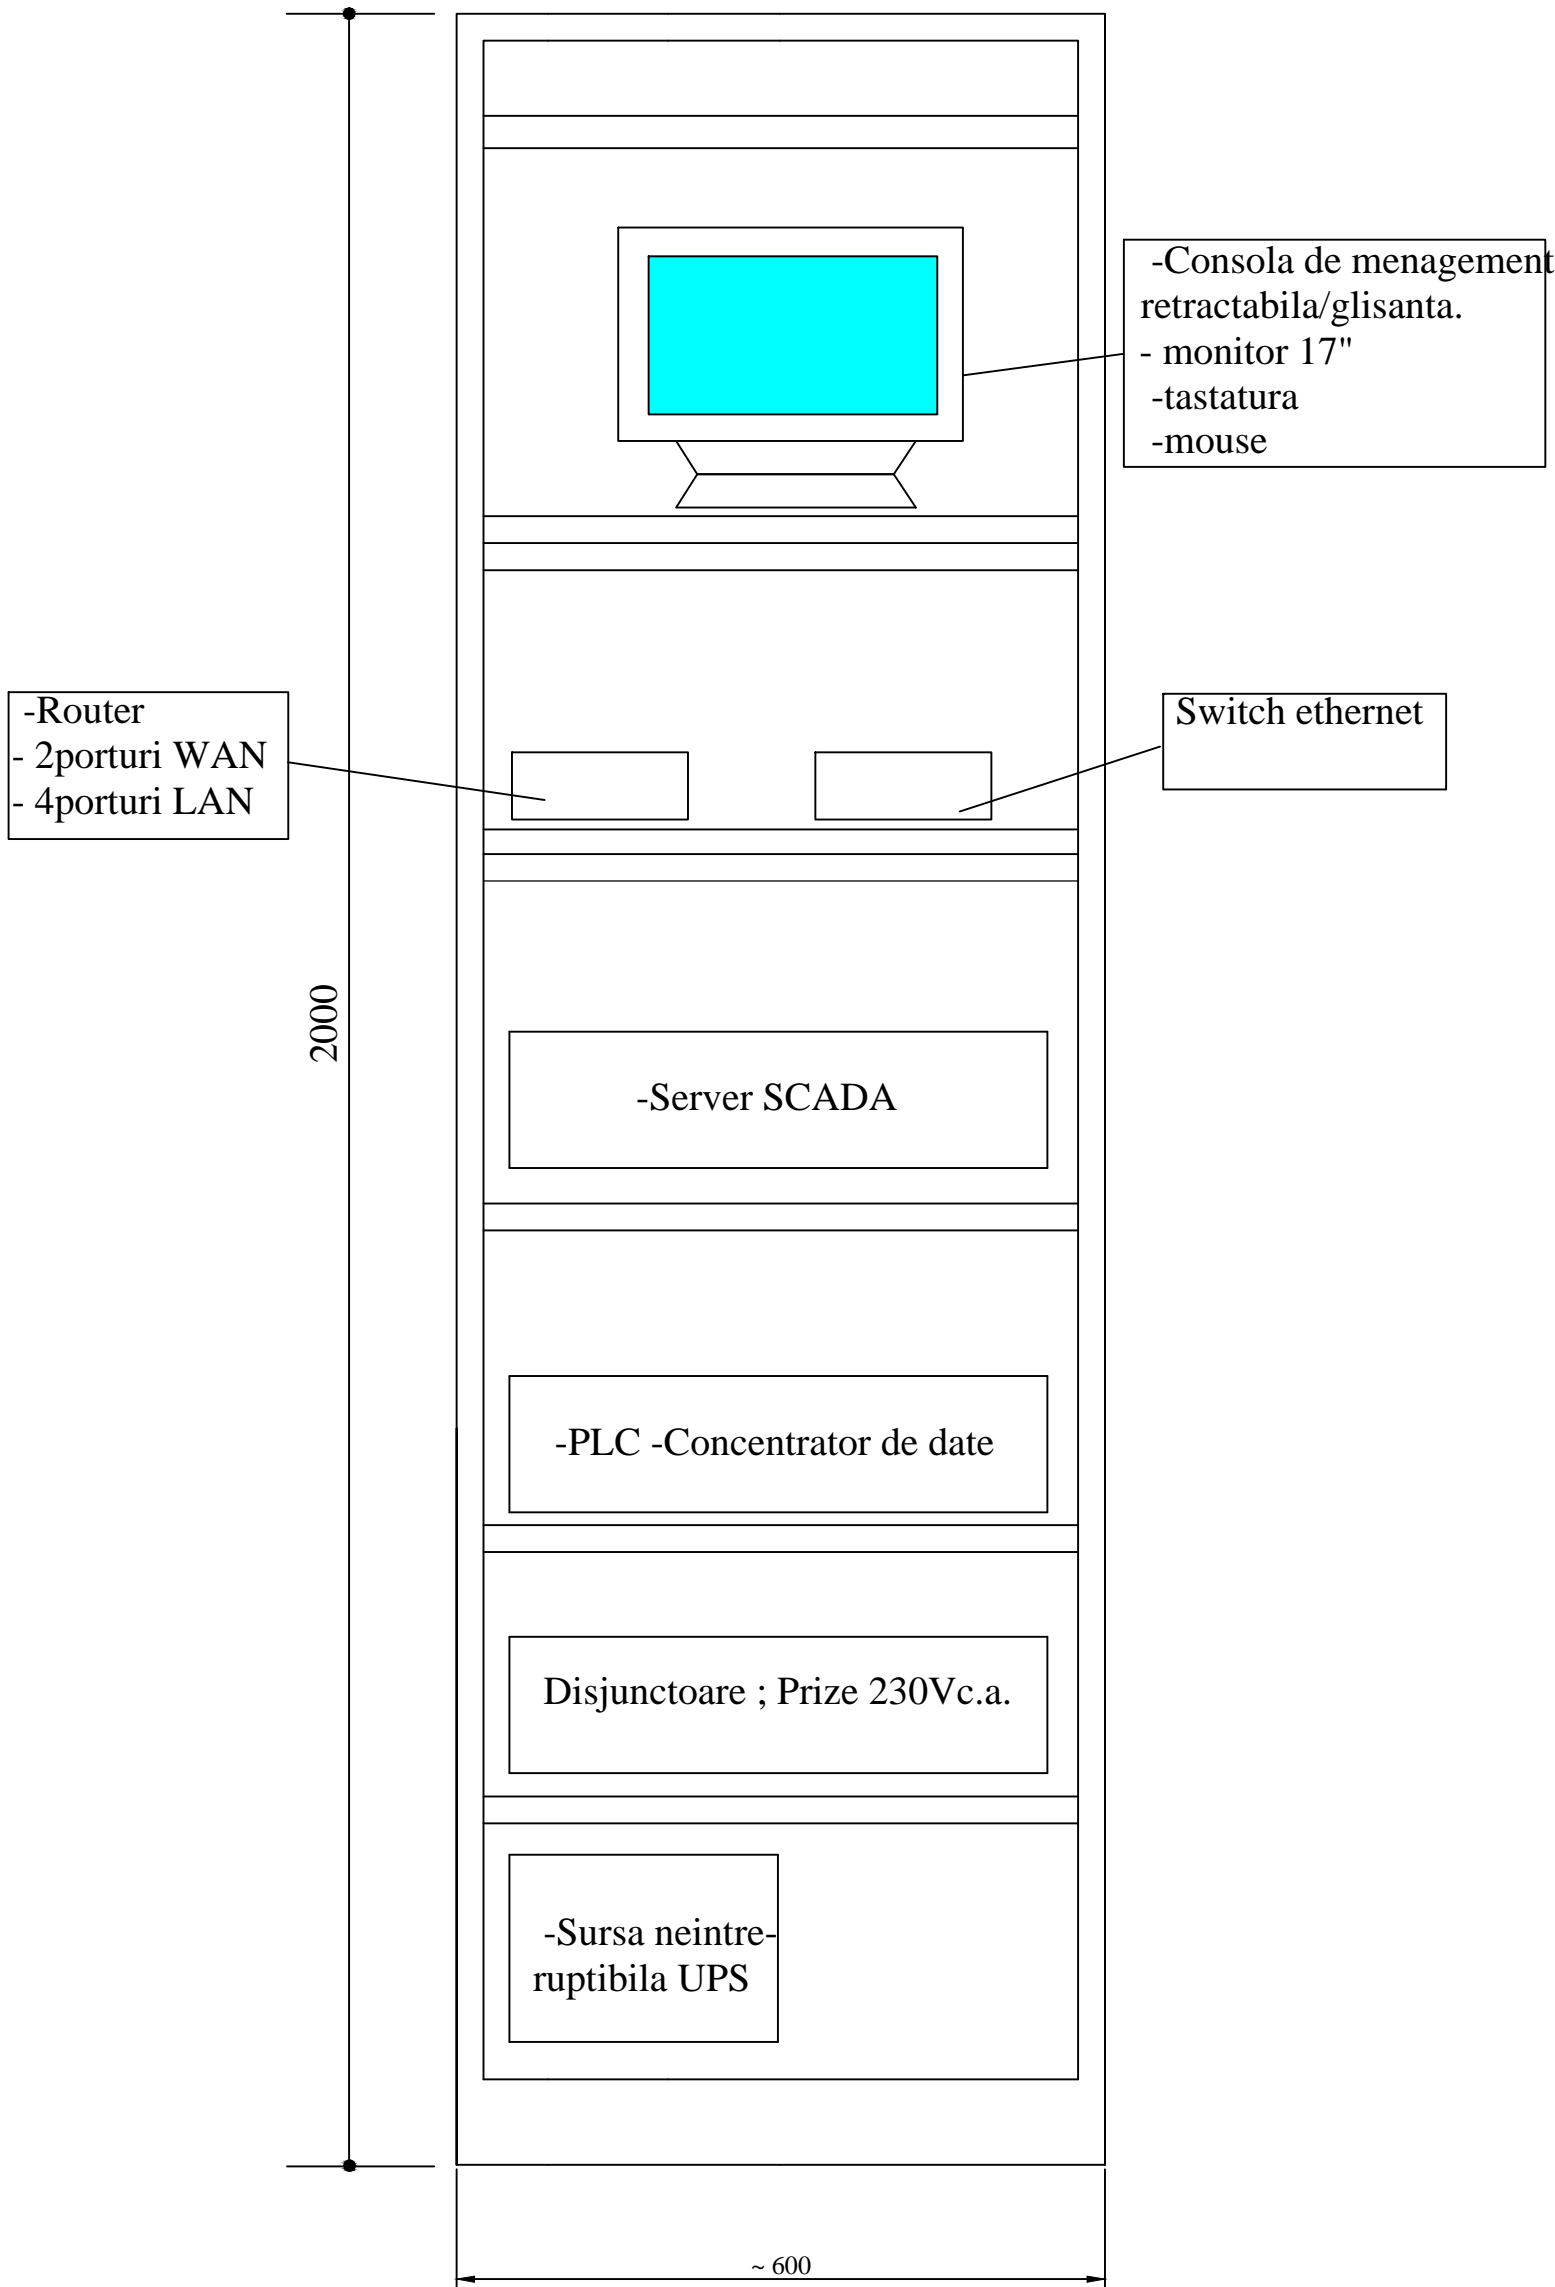 -Consola de menagement
retractabila/glisanta.
- monitor 17"
-tastatura
-mouse
-Router
- 2porturi WAN
- 4porturi LAN
Switch ethernet
2000
-Server SCADA
-PLC -Concentrator de date
Disjunctoare ; Prize 230Vc.a.
-Sursa neintre-
ruptibila UPS
~ 600